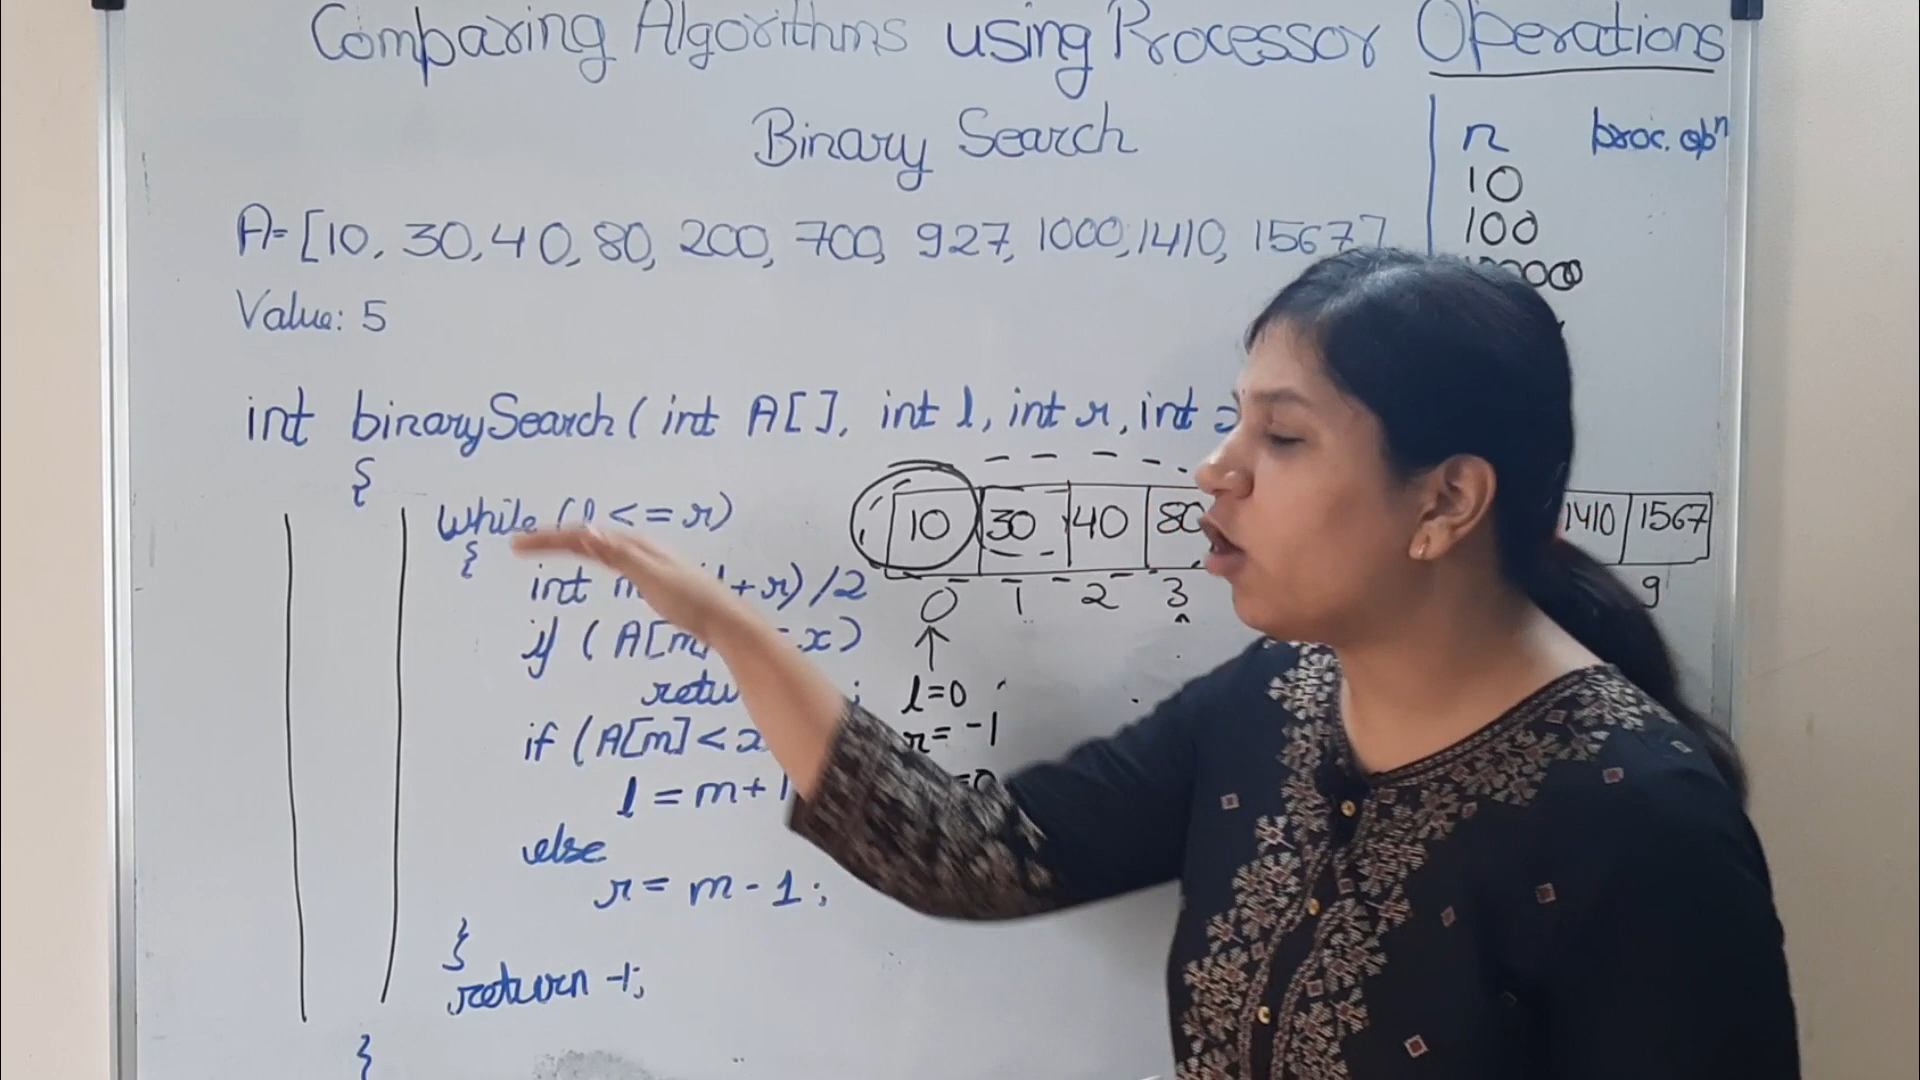 Comparing Algorithms using Processor Operations
Binary Search
n proc. opⁿ
10
100
A= [10, 30, 40, 80, 200, 700, 927, 1000, 1410, 1567]
Value: 5
int binarySearch( int A[], int l, int r, int
{
while (l <= r)
{
int +r) /2
if ( A[m] x)
if (A[m] <
l = m+1
else
r = m - 1;
}
return -1;
}
10 30 40 80 1410 1567
0 1 2 3 9
l=0
r= -1